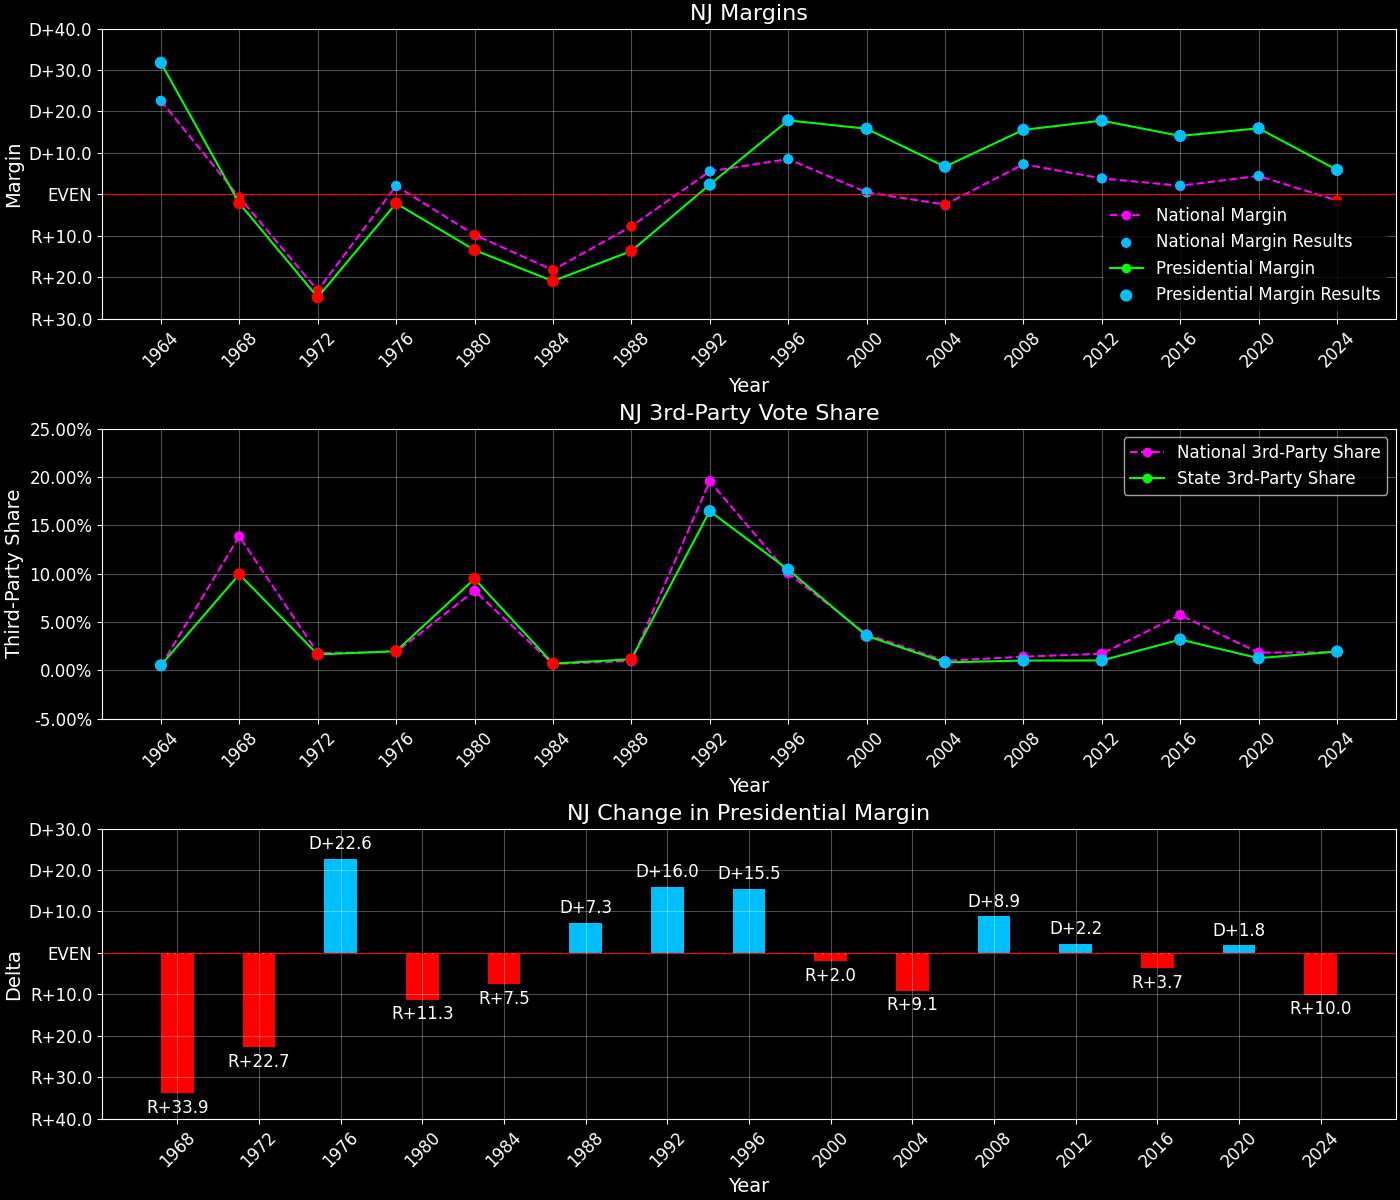 NJ Margins
D+40.0
D+30.0
D+20.0
D+10.0
EVEN
R+10.0
R+20.0
R+30.0
Margin
National Margin
National Margin Results
Presidential Margin
Presidential Margin Results
1964 1968 1972 1976 1980 1984 1988 1992 1996 2000 2004 2008 2012 2016 2020 2024
Year
NJ 3rd-Party Vote Share
25.00%
20.00%
15.00%
10.00%
5.00%
0.00%
-5.00%
Third-Party Share
National 3rd-Party Share
State 3rd-Party Share
1964 1968 1972 1976 1980 1984 1988 1992 1996 2000 2004 2008 2012 2016 2020 2024
Year
NJ Change in Presidential Margin
D+30.0
D+20.0
D+10.0
EVEN
R+10.0
R+20.0
R+30.0
R+40.0
Delta
R+33.9
R+22.7
D+22.6
R+11.3
R+7.5
D+7.3
D+16.0
D+15.5
R+2.0
R+9.1
D+8.9
D+2.2
R+3.7
D+1.8
R+10.0
1968 1972 1976 1980 1984 1988 1992 1996 2000 2004 2008 2012 2016 2020 2024
Year